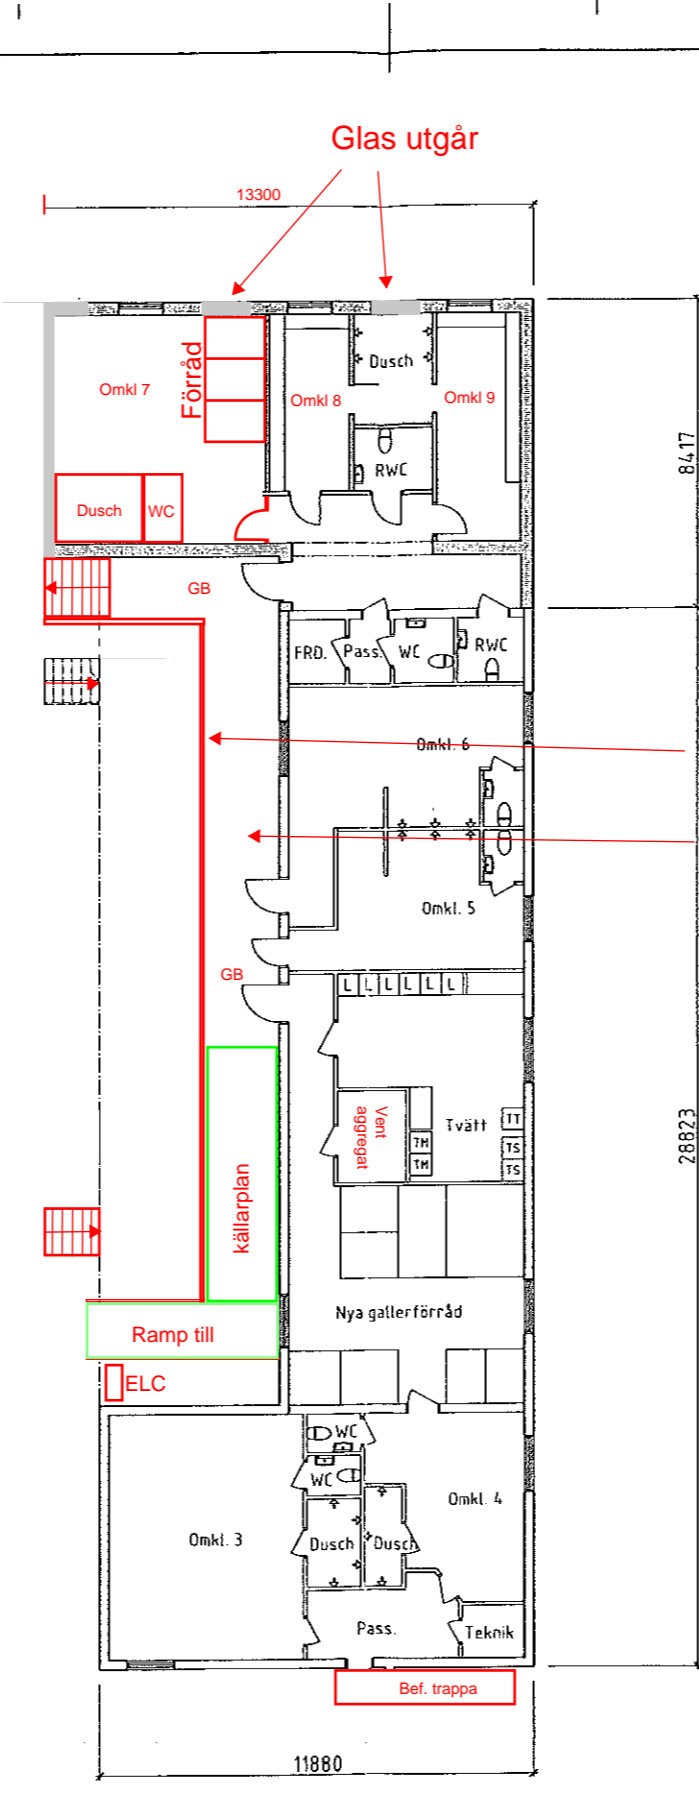 Glas utgår
13300
Omkl 7
Förråd
Omkl 8
Dusch
Omkl 9
RWC
Dusch
WC
8417
GB
FRD.
Pass.
WC
RWC
Omkl. 6
Omkl. 5
GB
L L L L L L
Vent
aggregat
Tvätt
TM
TM
TT
TS
TS
28823
källarplan
Nya gallerförråd
Ramp till
ELC
WC
WC
Omkl. 4
Omkl. 3
Dusch
Dusch
Pass.
Teknik
Bef. trappa
11880